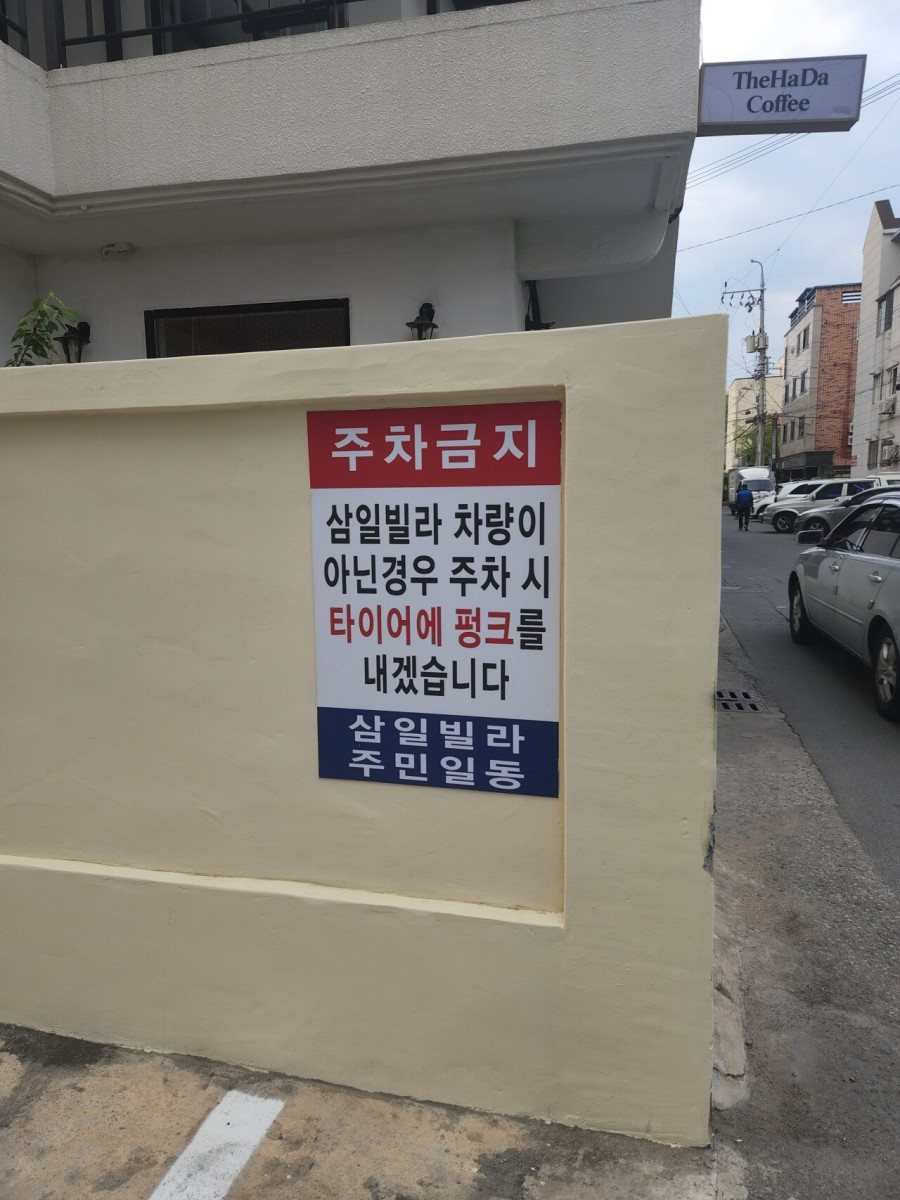 TheHaDa
Coffee
주차금지
삼일빌라 차량이
아닌경우 주차 시
타이어에 펑크를
내겠습니다
삼일빌라
주민일동